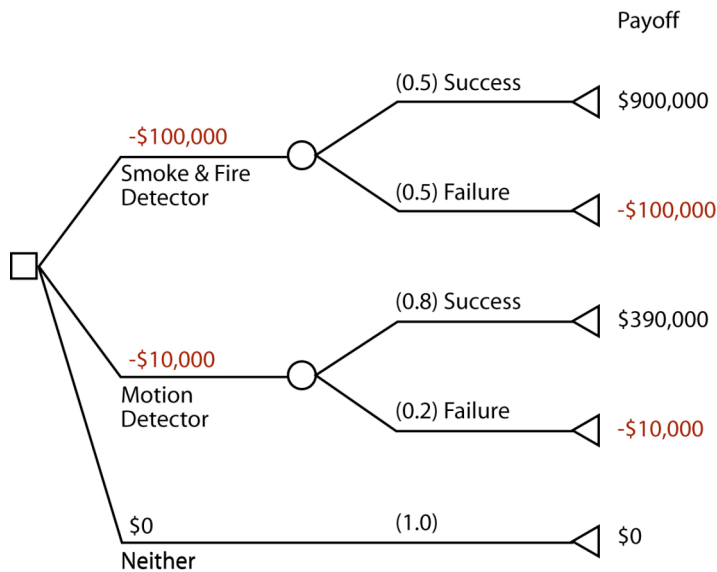 Payoff
(0.5) Success
$900,000
-$100,000
Smoke & Fire
Detector
(0.5) Failure
-$100,000
(0.8) Success
$390,000
-$10,000
Motion
Detector
(0.2) Failure
-$10,000
$0
(1.0)
$0
Neither